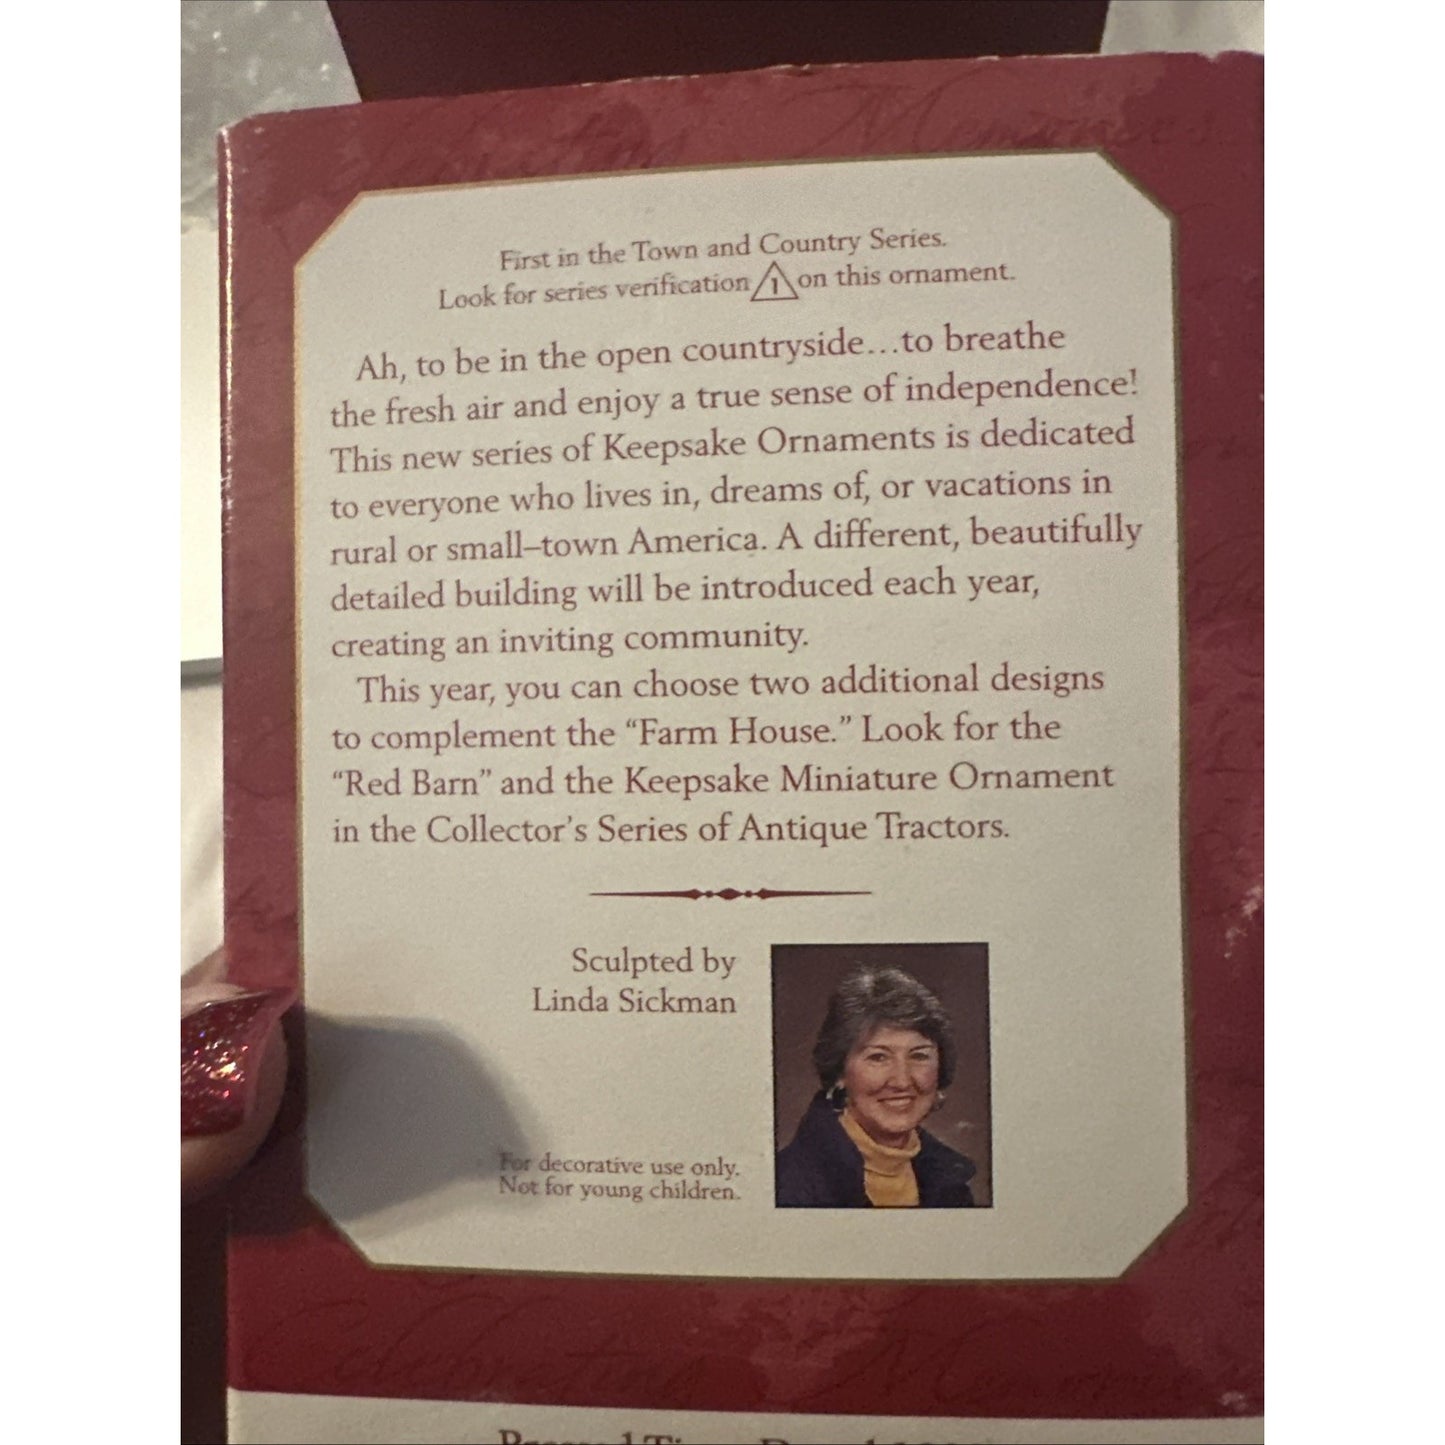 First in the Town and Country Series.
Look for series verification 1 on this ornament.
Ah, to be in the open countryside...to breathe
the fresh air and enjoy a true sense of independence!
This new series of Keepsake Ornaments is dedicated
to everyone who lives in, dreams of, or vacations in
rural or small–town America. A different, beautifully
detailed building will be introduced each year,
creating an inviting community.
This year, you can choose two additional designs
to complement the “Farm House.” Look for the
“Red Barn” and the Keepsake Miniature Ornament
in the Collector’s Series of Antique Tractors.
Sculpted by
Linda Sickman
For decorative use only.
Not for young children.
Celebrating